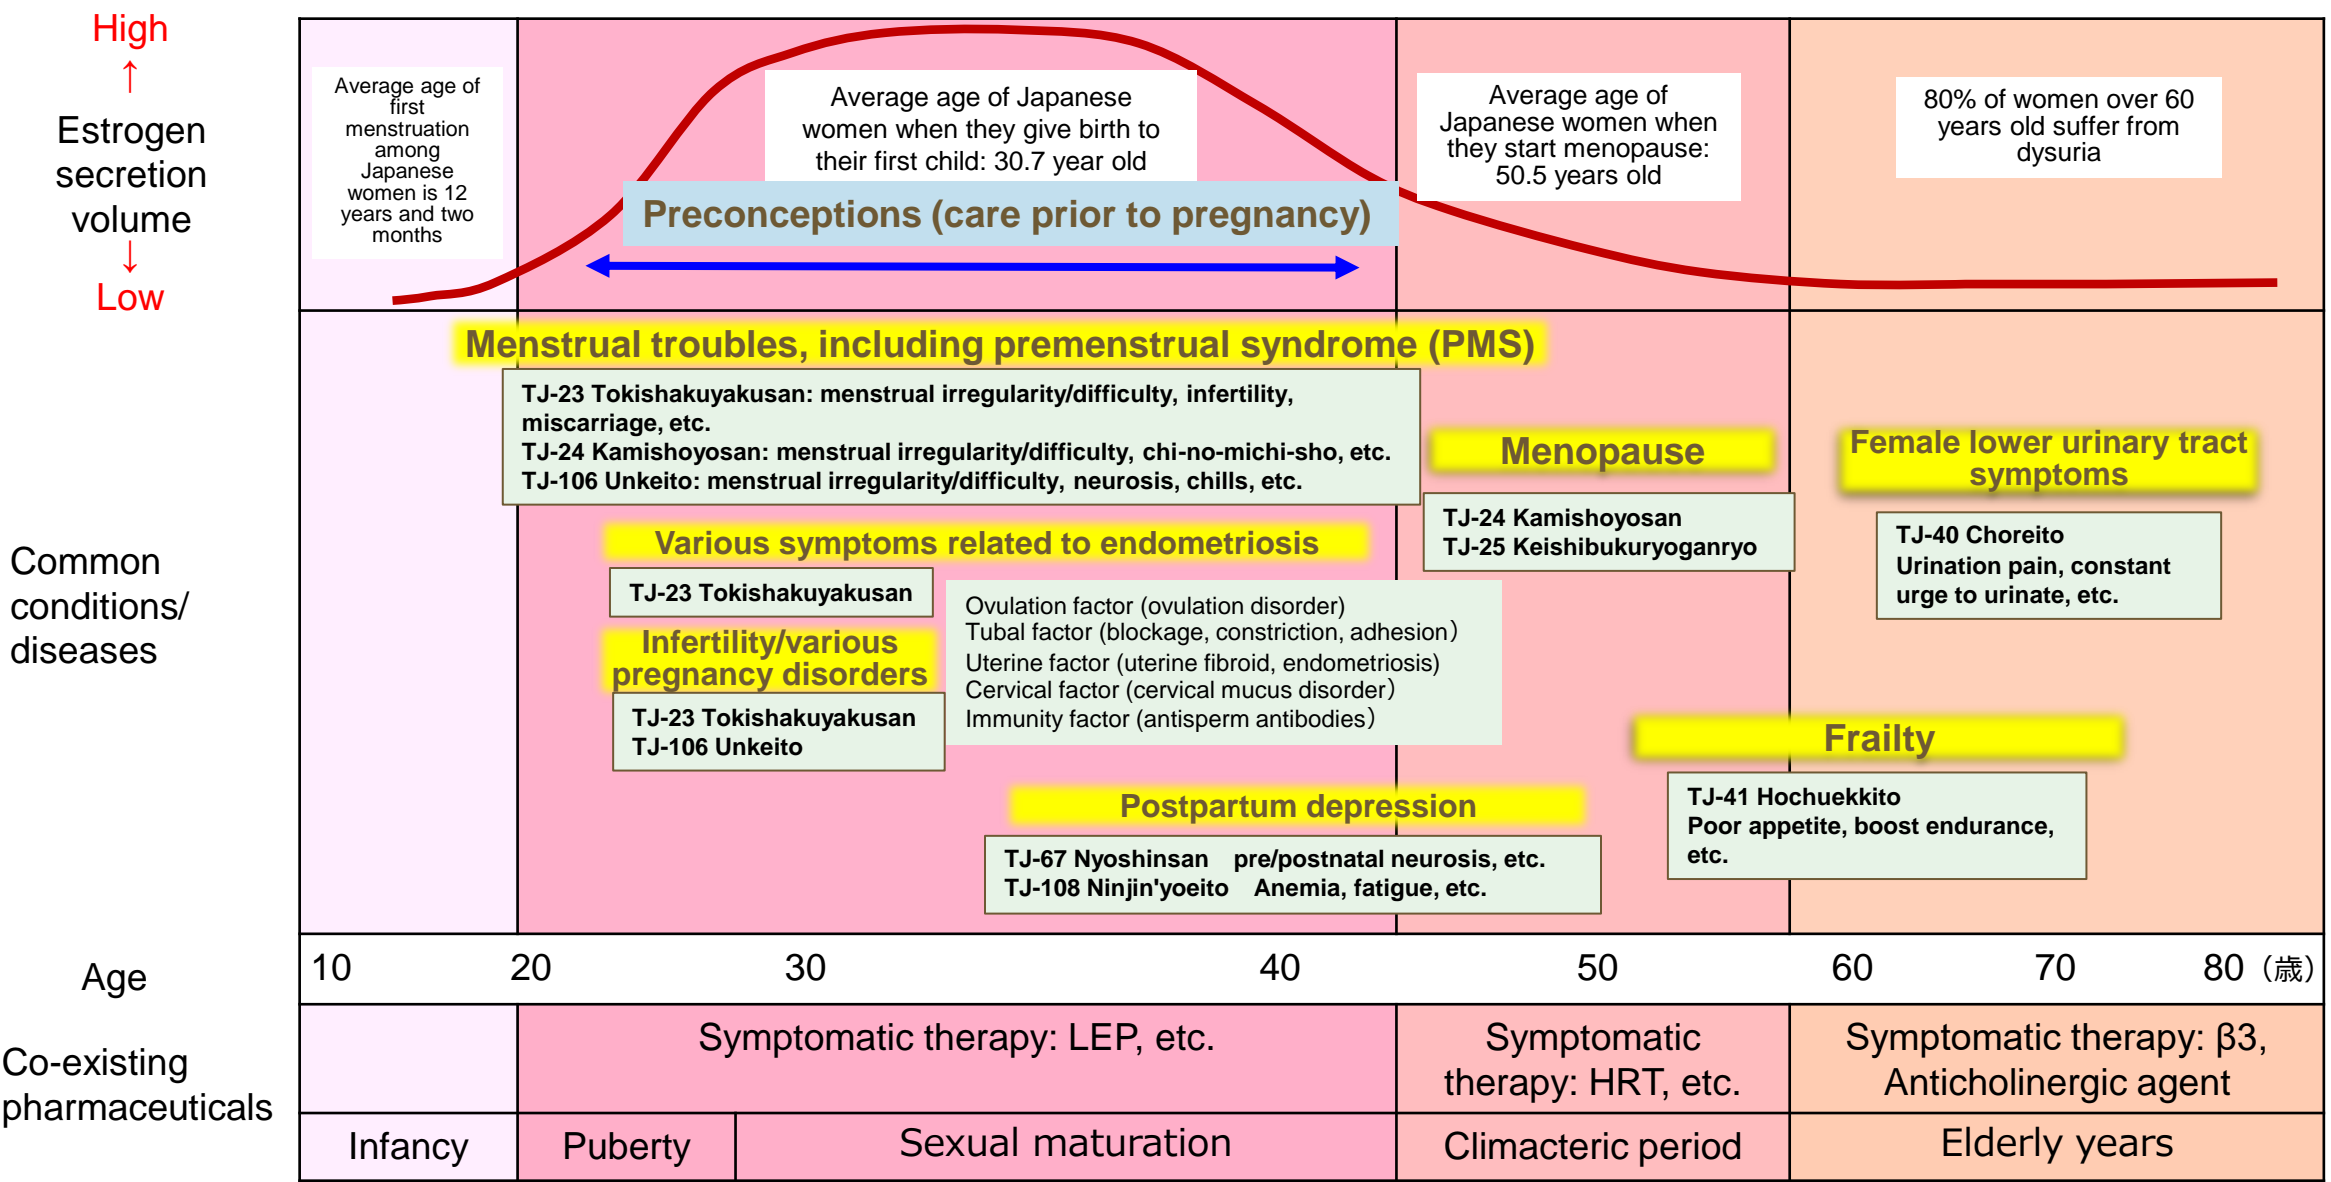 High
↑
Estrogen
secretion
volume
↓
Low
Average age of
first
menstruation
among
Japanese
women is 12
years and two
months
Average age of Japanese
women when they give birth to
their first child: 30.7 year old
Preconceptions (care prior to pregnancy)
Average age of
Japanese women when
they start menopause:
50.5 years old
80% of women over 60
years old suffer from
dysuria
Common
conditions/
diseases
Menstrual troubles, including premenstrual syndrome (PMS)
TJ-23 Tokishakuyakusan: menstrual irregularity/difficulty, infertility,
miscarriage, etc.
TJ-24 Kamishoyosan: menstrual irregularity/difficulty, chi-no-michi-sho, etc.
TJ-106 Unkeito: menstrual irregularity/difficulty, neurosis, chills, etc.
Various symptoms related to endometriosis
TJ-23 Tokishakuyakusan
Infertility/various
pregnancy disorders
TJ-23 Tokishakuyakusan
TJ-106 Unkeito
Ovulation factor (ovulation disorder)
Tubal factor (blockage, constriction, adhesion）
Uterine factor (uterine fibroid, endometriosis)
Cervical factor (cervical mucus disorder）
Immunity factor (antisperm antibodies）
Postpartum depression
TJ-67 Nyoshinsan pre/postnatal neurosis, etc.
TJ-108 Ninjin'yoeito Anemia, fatigue, etc.
Menopause
TJ-24 Kamishoyosan
TJ-25 Keishibukuryoganryo
Female lower urinary tract
symptoms
TJ-40 Choreito
Urination pain, constant
urge to urinate, etc.
Frailty
TJ-41 Hochuekkito
Poor appetite, boost endurance,
etc.
Age
10 20 30 40 50 60 70 80（歳）
Co-existing
pharmaceuticals
Symptomatic therapy: LEP, etc.
Symptomatic
therapy: HRT, etc.
Symptomatic therapy: β3,
Anticholinergic agent
Infancy Puberty Sexual maturation Climacteric period Elderly years